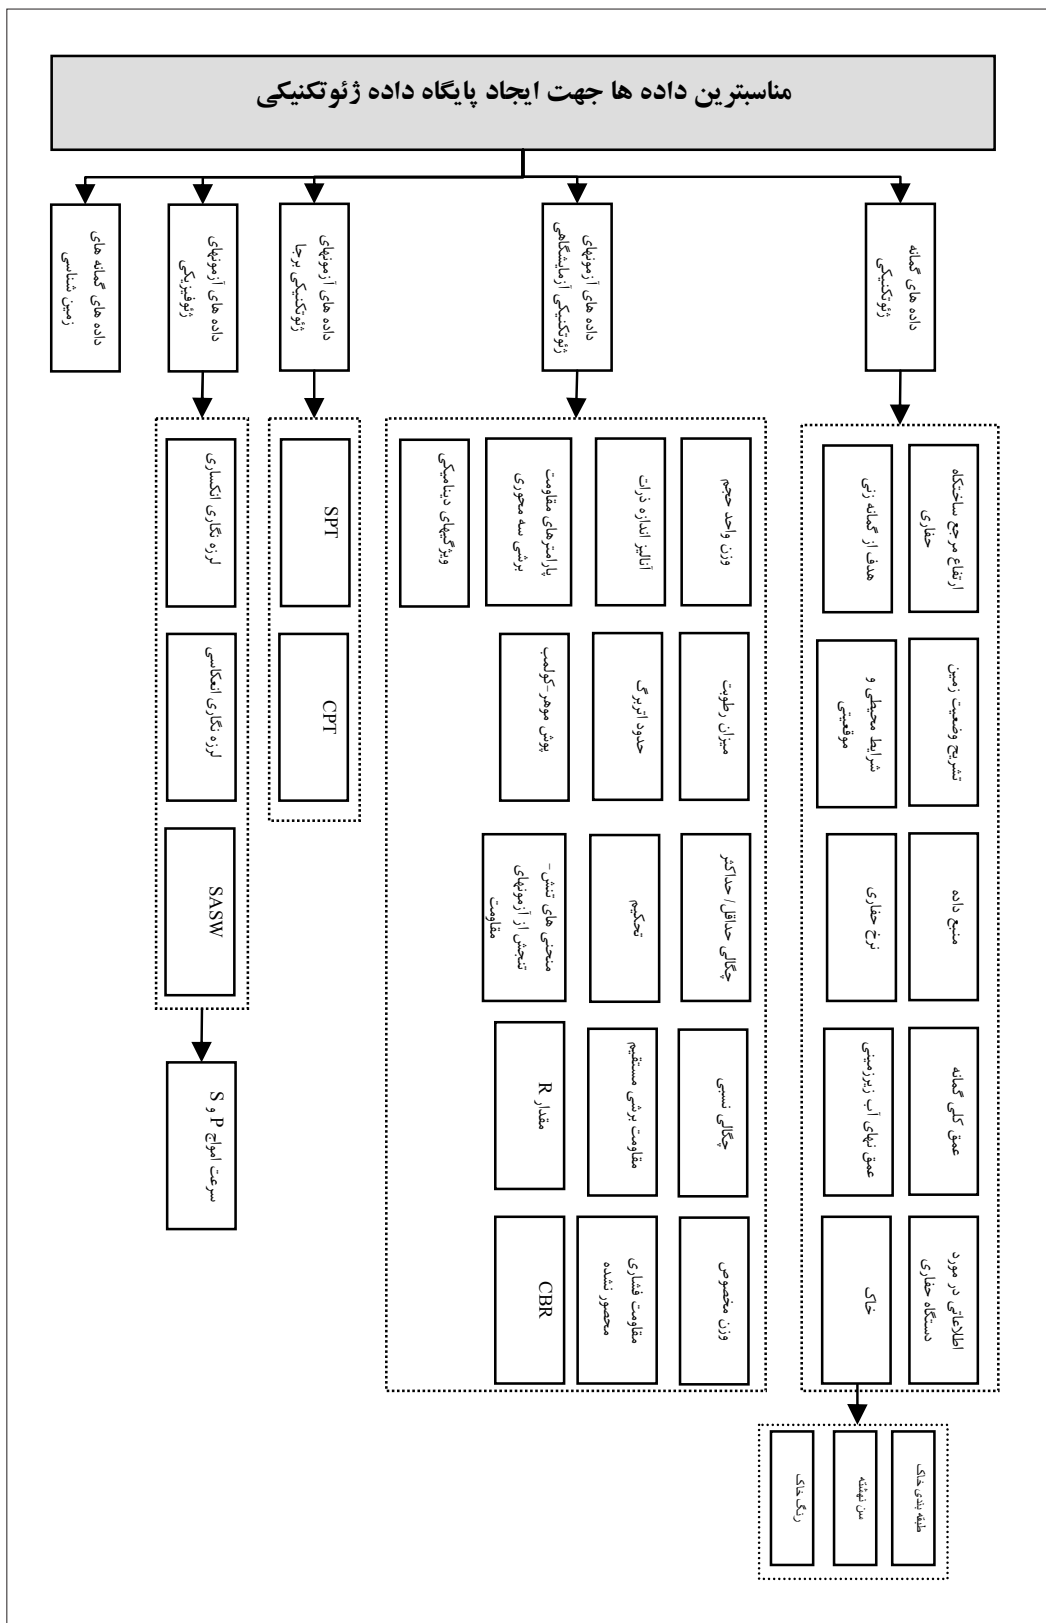 مناسبترین داده ها جهت ایجاد پایگاه داده ژئوتکنیکی
داده های گمانه
ژئوتکنیکی
داده های آزمونهای
ژئوتکنیکی آزمایشگاهی
داده های آزمونهای
ژئوتکنیکی برجا
داده های آزمونهای
ژئوفیزیکی
داده های گمانه های
زمین شناسی
ارتفاع مرجع ساختگاه
حفاری
تشریح وضعیت زمین
منبع داده
عمق کلی گمانه
اطلاعاتی در مورد
دستگاه حفاری
هدف از گمانه زنی
شرایط محیطی و
موقعیتی
نرخ حفاری
عمق نهای آب زیرزمینی
خاک
طبقه بندی خاک
سن نهشته
رنگ خاک
وزن واحد حجم
میزان رطوبت
چگالی حداقل/ حداکثر
چگالی نسبی
وزن مخصوص
آنالیز اندازه ذرات
حدود اتربرگ
تحکیم
مقاومت برشی مستقیم
مقاومت فشاری
محصور نشده
پارامترهای مقاومت
برشی سه محوری
پوش موهر-کولمب
منحنی های تنش-
تنجش از آزمونهای
مقاومت
مقدار R
CBR
ویژگیهای دینامیکی
SPT
CPT
لرزه نگاری انکساری
لرزه نگاری انعکاسی
SASW
سرعت امواج P و
S